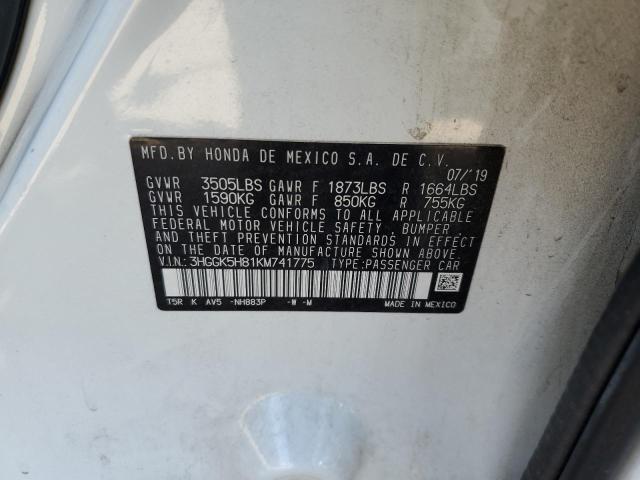 MFD.BY HONDA DE MEXICO S.A.DE C.V.
07/'19
GVWR 3505LBS GAWR F 1873LBS R 1664LBS
GVWR 1590KG GAWR F 850KG R 755KG
THIS VEHICLE CONFORMS TO ALL APPLICABLE
FEDERAL MOTOR VEHICLE SAFETY, BUMPER
AND THEFT PREVENTION STANDARDS IN EFFECT ON
THE DATE OF MANUFACTURE SHOWN ABOVE.
V.I.N.: 3HGGK5H81KM741775 TYPE:PASSENGER CAR
T5R K AV5 -NH883P -W -M MADE IN MEXICO